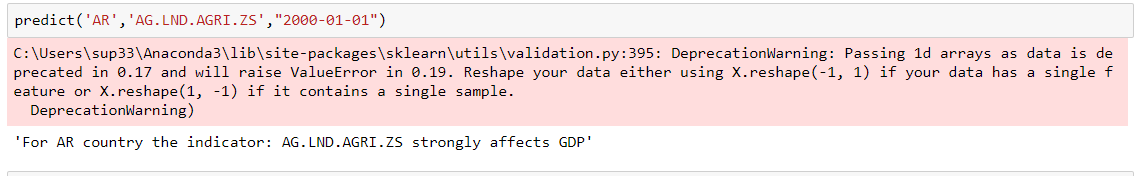 predict('AR','AG.LND.AGRI.ZS',"2000-01-01")
C:\Users\sup33\Anaconda3\lib\site-packages\sklearn\utils\validation.py:395: DeprecationWarning: Passing 1d arrays as data is de
precated in 0.17 and will raise ValueError in 0.19. Reshape your data either using X.reshape(-1, 1) if your data has a single f
eature or X.reshape(1, -1) if it contains a single sample.
  DeprecationWarning)
'For AR country the indicator: AG.LND.AGRI.ZS strongly affects GDP'